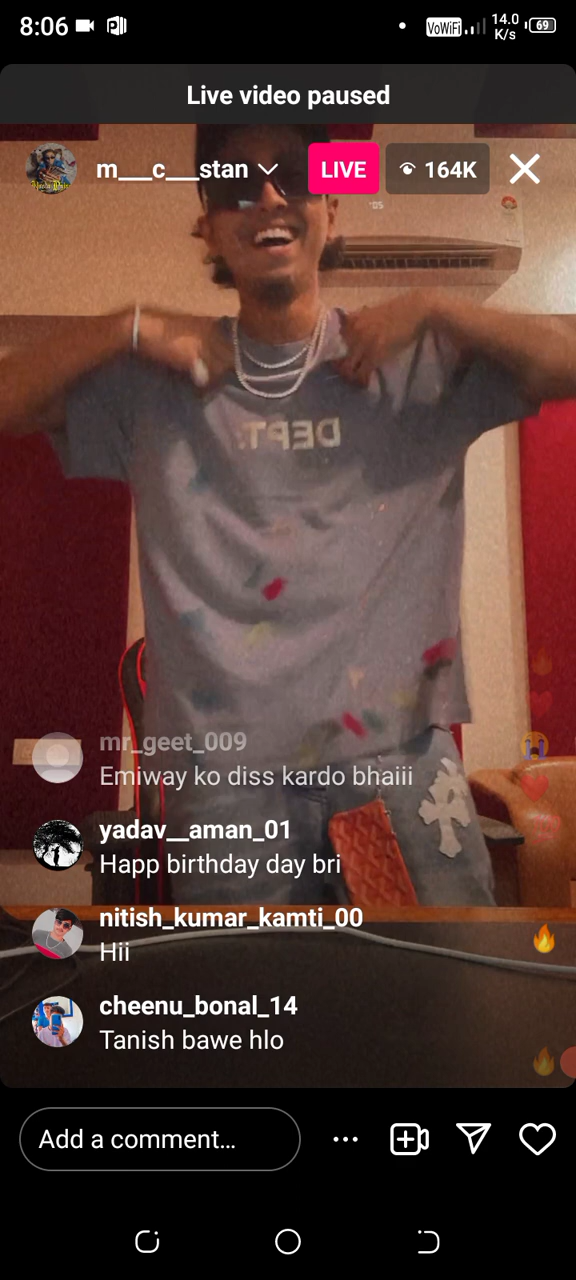 8:06
VoWiFi
14.0
K/s
69
Live video paused
m___c___stan
LIVE
164K
DEPT.
mr_geet_009
Emiway ko diss kardo bhaiii
yadav__aman_01
Happ birthday day bri
nitish_kumar_kamti_00
Hii
cheenu_bonal_14
Tanish bawe hlo
Add a comment...